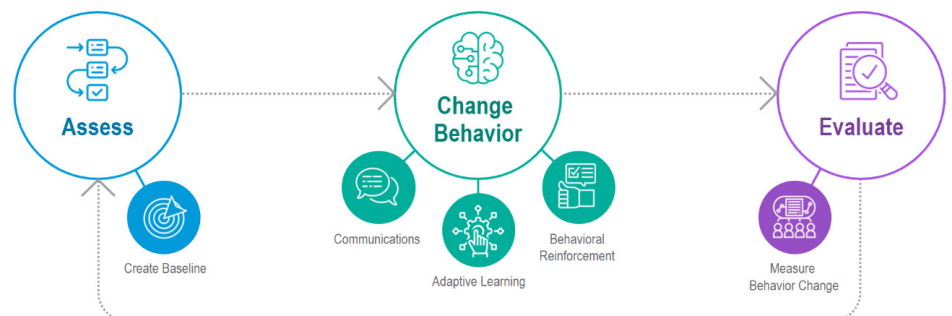 Assess
Create Baseline
Change
Behavior
Communications
Adaptive Learning
Behavioral
Reinforcement
Evaluate
Measure
Behavior Change